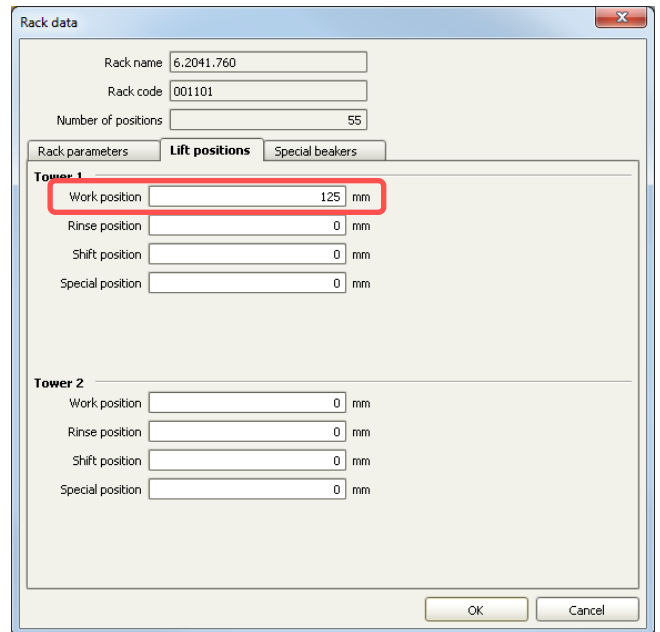 Rack data
Rack name 6.2041.760
Rack code 001101
Number of positions 55
Rack parameters Lift positions Special beakers
Tower 1
Work position 125 mm
Rinse position 0 mm
Shift position 0 mm
Special position 0 mm
Tower 2
Work position 0 mm
Rinse position 0 mm
Shift position 0 mm
Special position 0 mm
OK Cancel